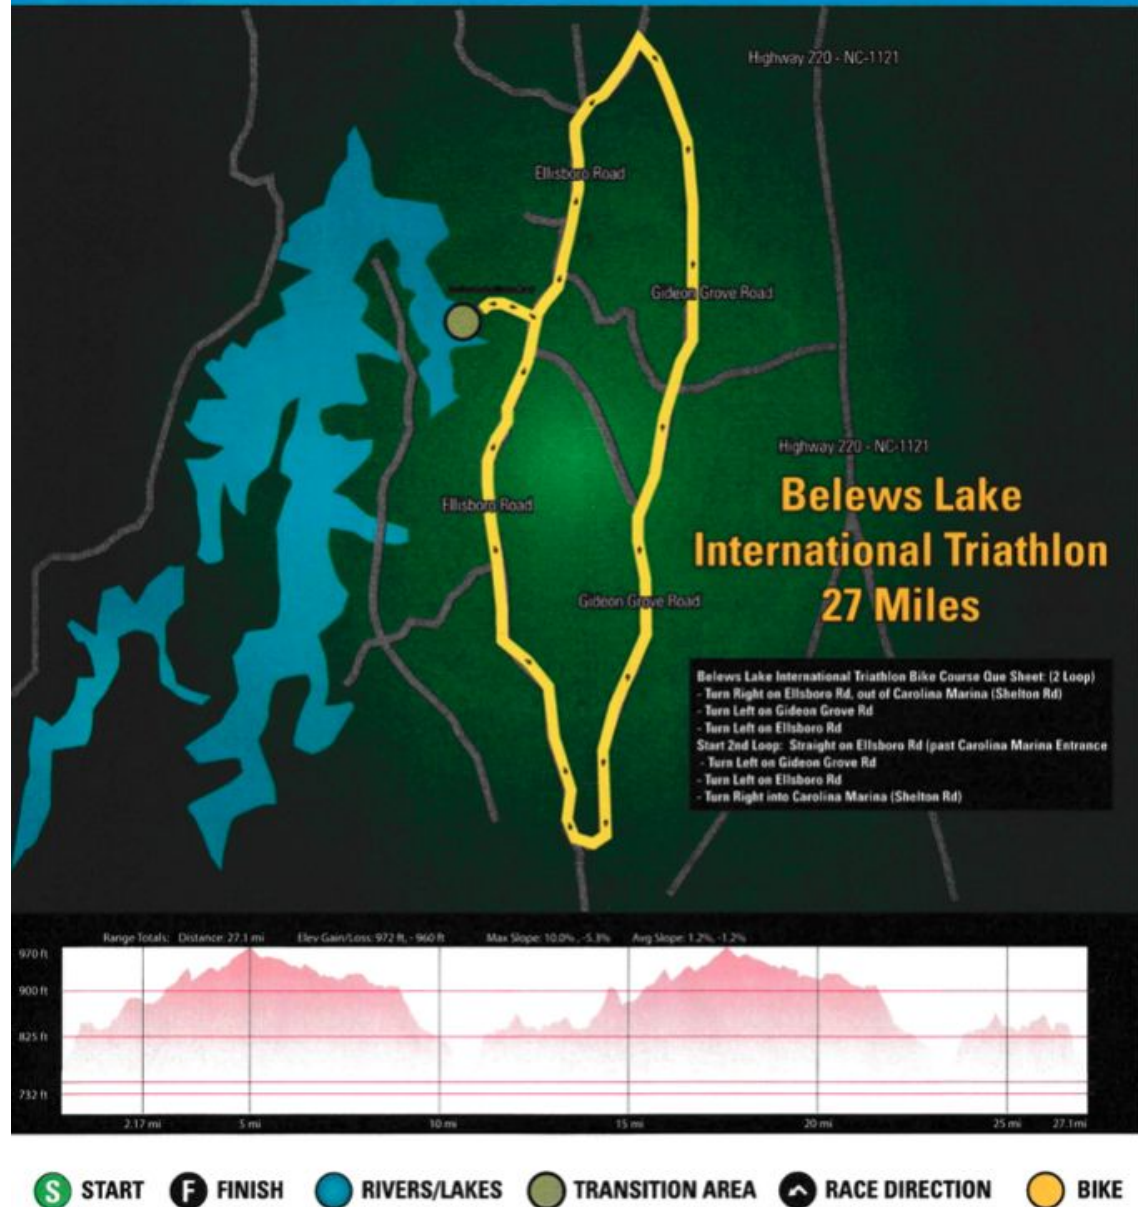 Highway 220 - NC-1121
Ellisboro Road
Gideon Grove Road
Highway 220 - NC-1121
Belews Lake
International Triathlon
27 Miles
Ellisboro Road
Gideon Grove Road
Belews Lake International Triathlon Bike Course Que Sheet: (2 Loop)
- Turn Right on Ellsboro Rd, out of Carolina Marina (Shelton Rd)
- Turn Left on Gideon Grove Rd
- Turn Left on Ellsboro Rd
Start 2nd Loop: Straight on Ellsboro Rd (past Carolina Marina Entrance
- Turn Left on Gideon Grove Rd
- Turn Left on Ellsboro Rd
- Turn Right into Carolina Marina (Shelton Rd)
Range Totals: Distance: 27.1 mi Elev Gain/Loss: 972 ft, - 960 ft Max Slope: 10.0% , -5.3% Avg Slope: 1.2%, -1.2%
970 ft
900 ft
825 ft
732 ft
2.17 mi 5 mi 10 mi 15 mi 20 mi 25 mi 27.1 mi
S START F FINISH RIVERS/LAKES TRANSITION AREA RACE DIRECTION BIKE